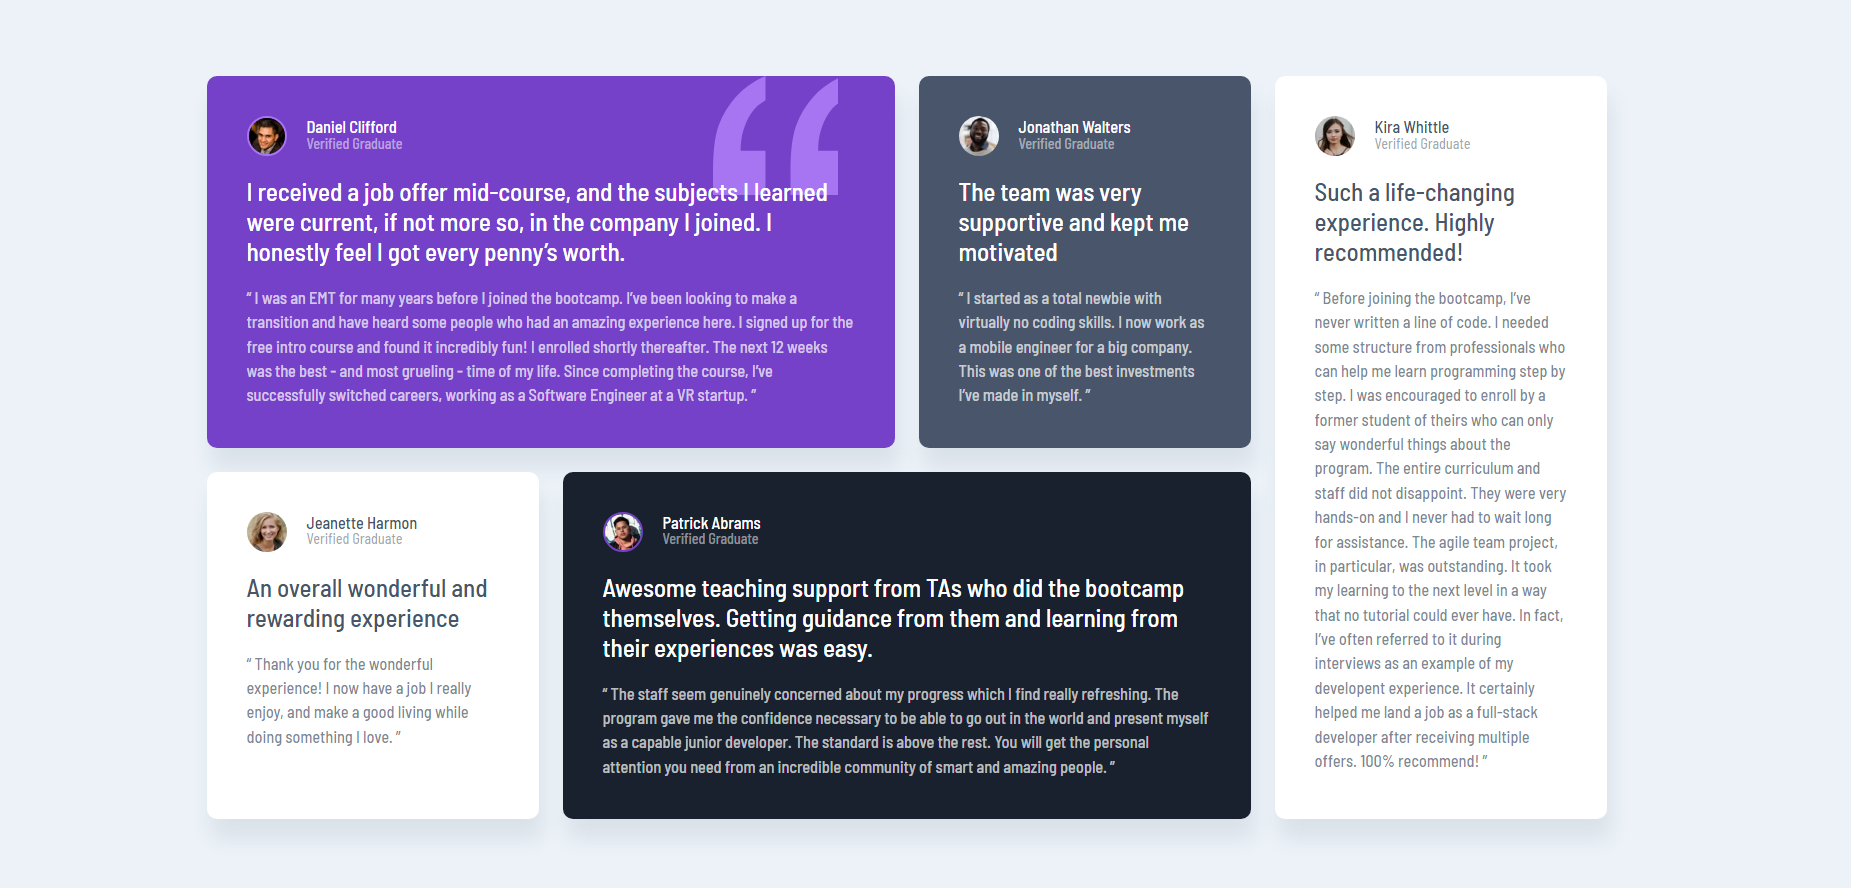 Daniel Clifford
Verified Graduate
I received a job offer mid-course, and the subjects I learned
were current, if not more so, in the company I joined. I
honestly feel I got every penny’s worth.
“ I was an EMT for many years before I joined the bootcamp. I’ve been looking to make a
transition and have heard some people who had an amazing experience here. I signed up for the
free intro course and found it incredibly fun! I enrolled shortly thereafter. The next 12 weeks
was the best - and most grueling - time of my life. Since completing the course, I’ve
successfully switched careers, working as a Software Engineer at a VR startup. ”
Jonathan Walters
Verified Graduate
The team was very
supportive and kept me
motivated
“ I started as a total newbie with
virtually no coding skills. I now work as
a mobile engineer for a big company.
This was one of the best investments
I’ve made in myself. ”
Kira Whittle
Verified Graduate
Such a life-changing
experience. Highly
recommended!
“ Before joining the bootcamp, I’ve
never written a line of code. I needed
some structure from professionals who
can help me learn programming step by
step. I was encouraged to enroll by a
former student of theirs who can only
say wonderful things about the
program. The entire curriculum and
staff did not disappoint. They were very
hands-on and I never had to wait long
for assistance. The agile team project,
in particular, was outstanding. It took
my learning to the next level in a way
that no tutorial could ever have. In fact,
I’ve often referred to it during
interviews as an example of my
developent experience. It certainly
helped me land a job as a full-stack
developer after receiving multiple
offers. 100% recommend! ”
Jeanette Harmon
Verified Graduate
An overall wonderful and
rewarding experience
“ Thank you for the wonderful
experience! I now have a job I really
enjoy, and make a good living while
doing something I love. ”
Patrick Abrams
Verified Graduate
Awesome teaching support from TAs who did the bootcamp
themselves. Getting guidance from them and learning from
their experiences was easy.
“ The staff seem genuinely concerned about my progress which I find really refreshing. The
program gave me the confidence necessary to be able to go out in the world and present myself
as a capable junior developer. The standard is above the rest. You will get the personal
attention you need from an incredible community of smart and amazing people. ”